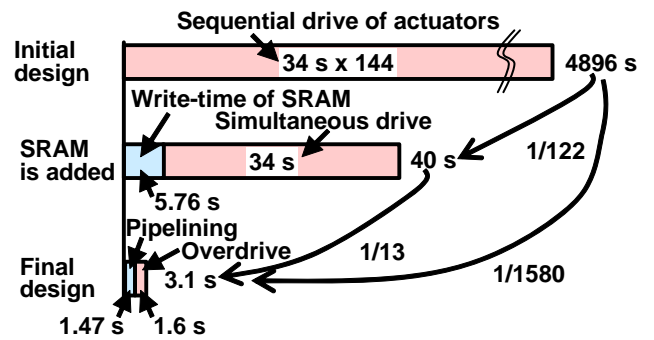 Sequential drive of actuators
Initial
design
34 s x 144
4896 s
Write-time of SRAM
Simultaneous drive
SRAM
is added
34 s
40 s
1/122
5.76 s
Pipelining
Overdrive
1/13
Final
design
3.1 s
1/1580
1.47 s
1.6 s